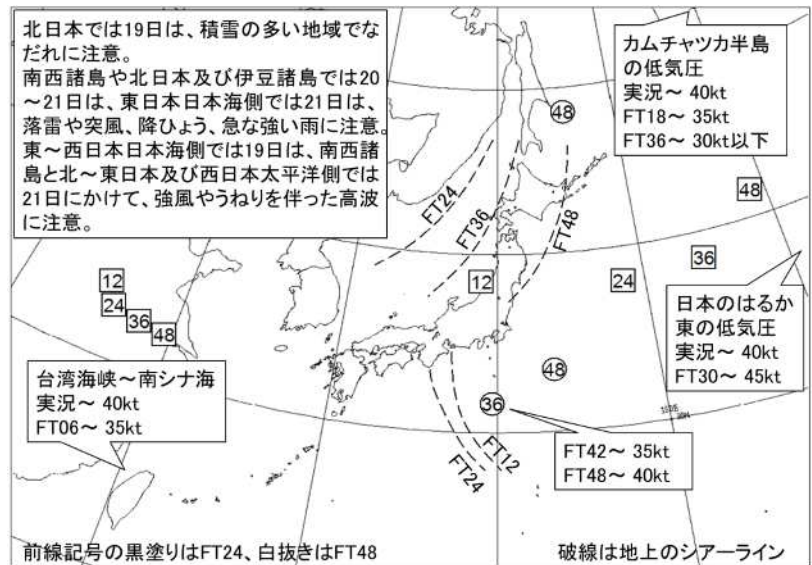 北日本では19日は、積雪の多い地域でな
だれに注意。
南西諸島や北日本及び伊豆諸島では20
～21日は、東日本日本海側では21日は、
落雷や突風、降ひょう、急な強い雨に注意。
東～西日本日本海側では19日は、南西諸
島と北～東日本及び西日本太平洋側では
21日にかけて、強風やうねりを伴った高波
に注意。
カムチャツカ半島
の低気圧
実況～ 40kt
FT18～ 35kt
FT36～ 30kt以下
48
FT24
FT36
FT48
48
36
24
12
12
24
36
48
日本のはるか
東の低気圧
実況～ 40kt
FT30～ 45kt
台湾海峡～南シナ海
実況～ 40kt
FT06～ 35kt
48
36
FT12
FT24
FT42～ 35kt
FT48～ 40kt
前線記号の黒塗りはFT24、白抜きはFT48
破線は地上のシアーライン